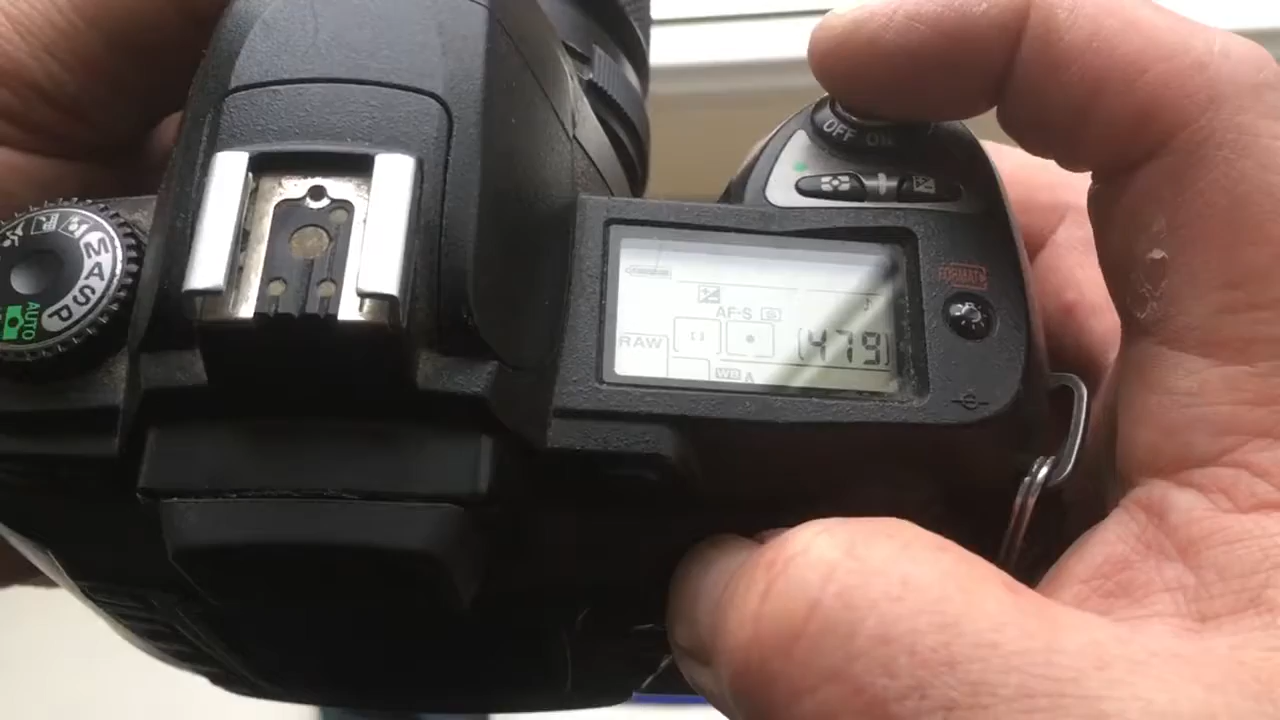 OFF ON
FORMAT
AF-S S
RAW
[479]
WB A
M A S P
AUTO